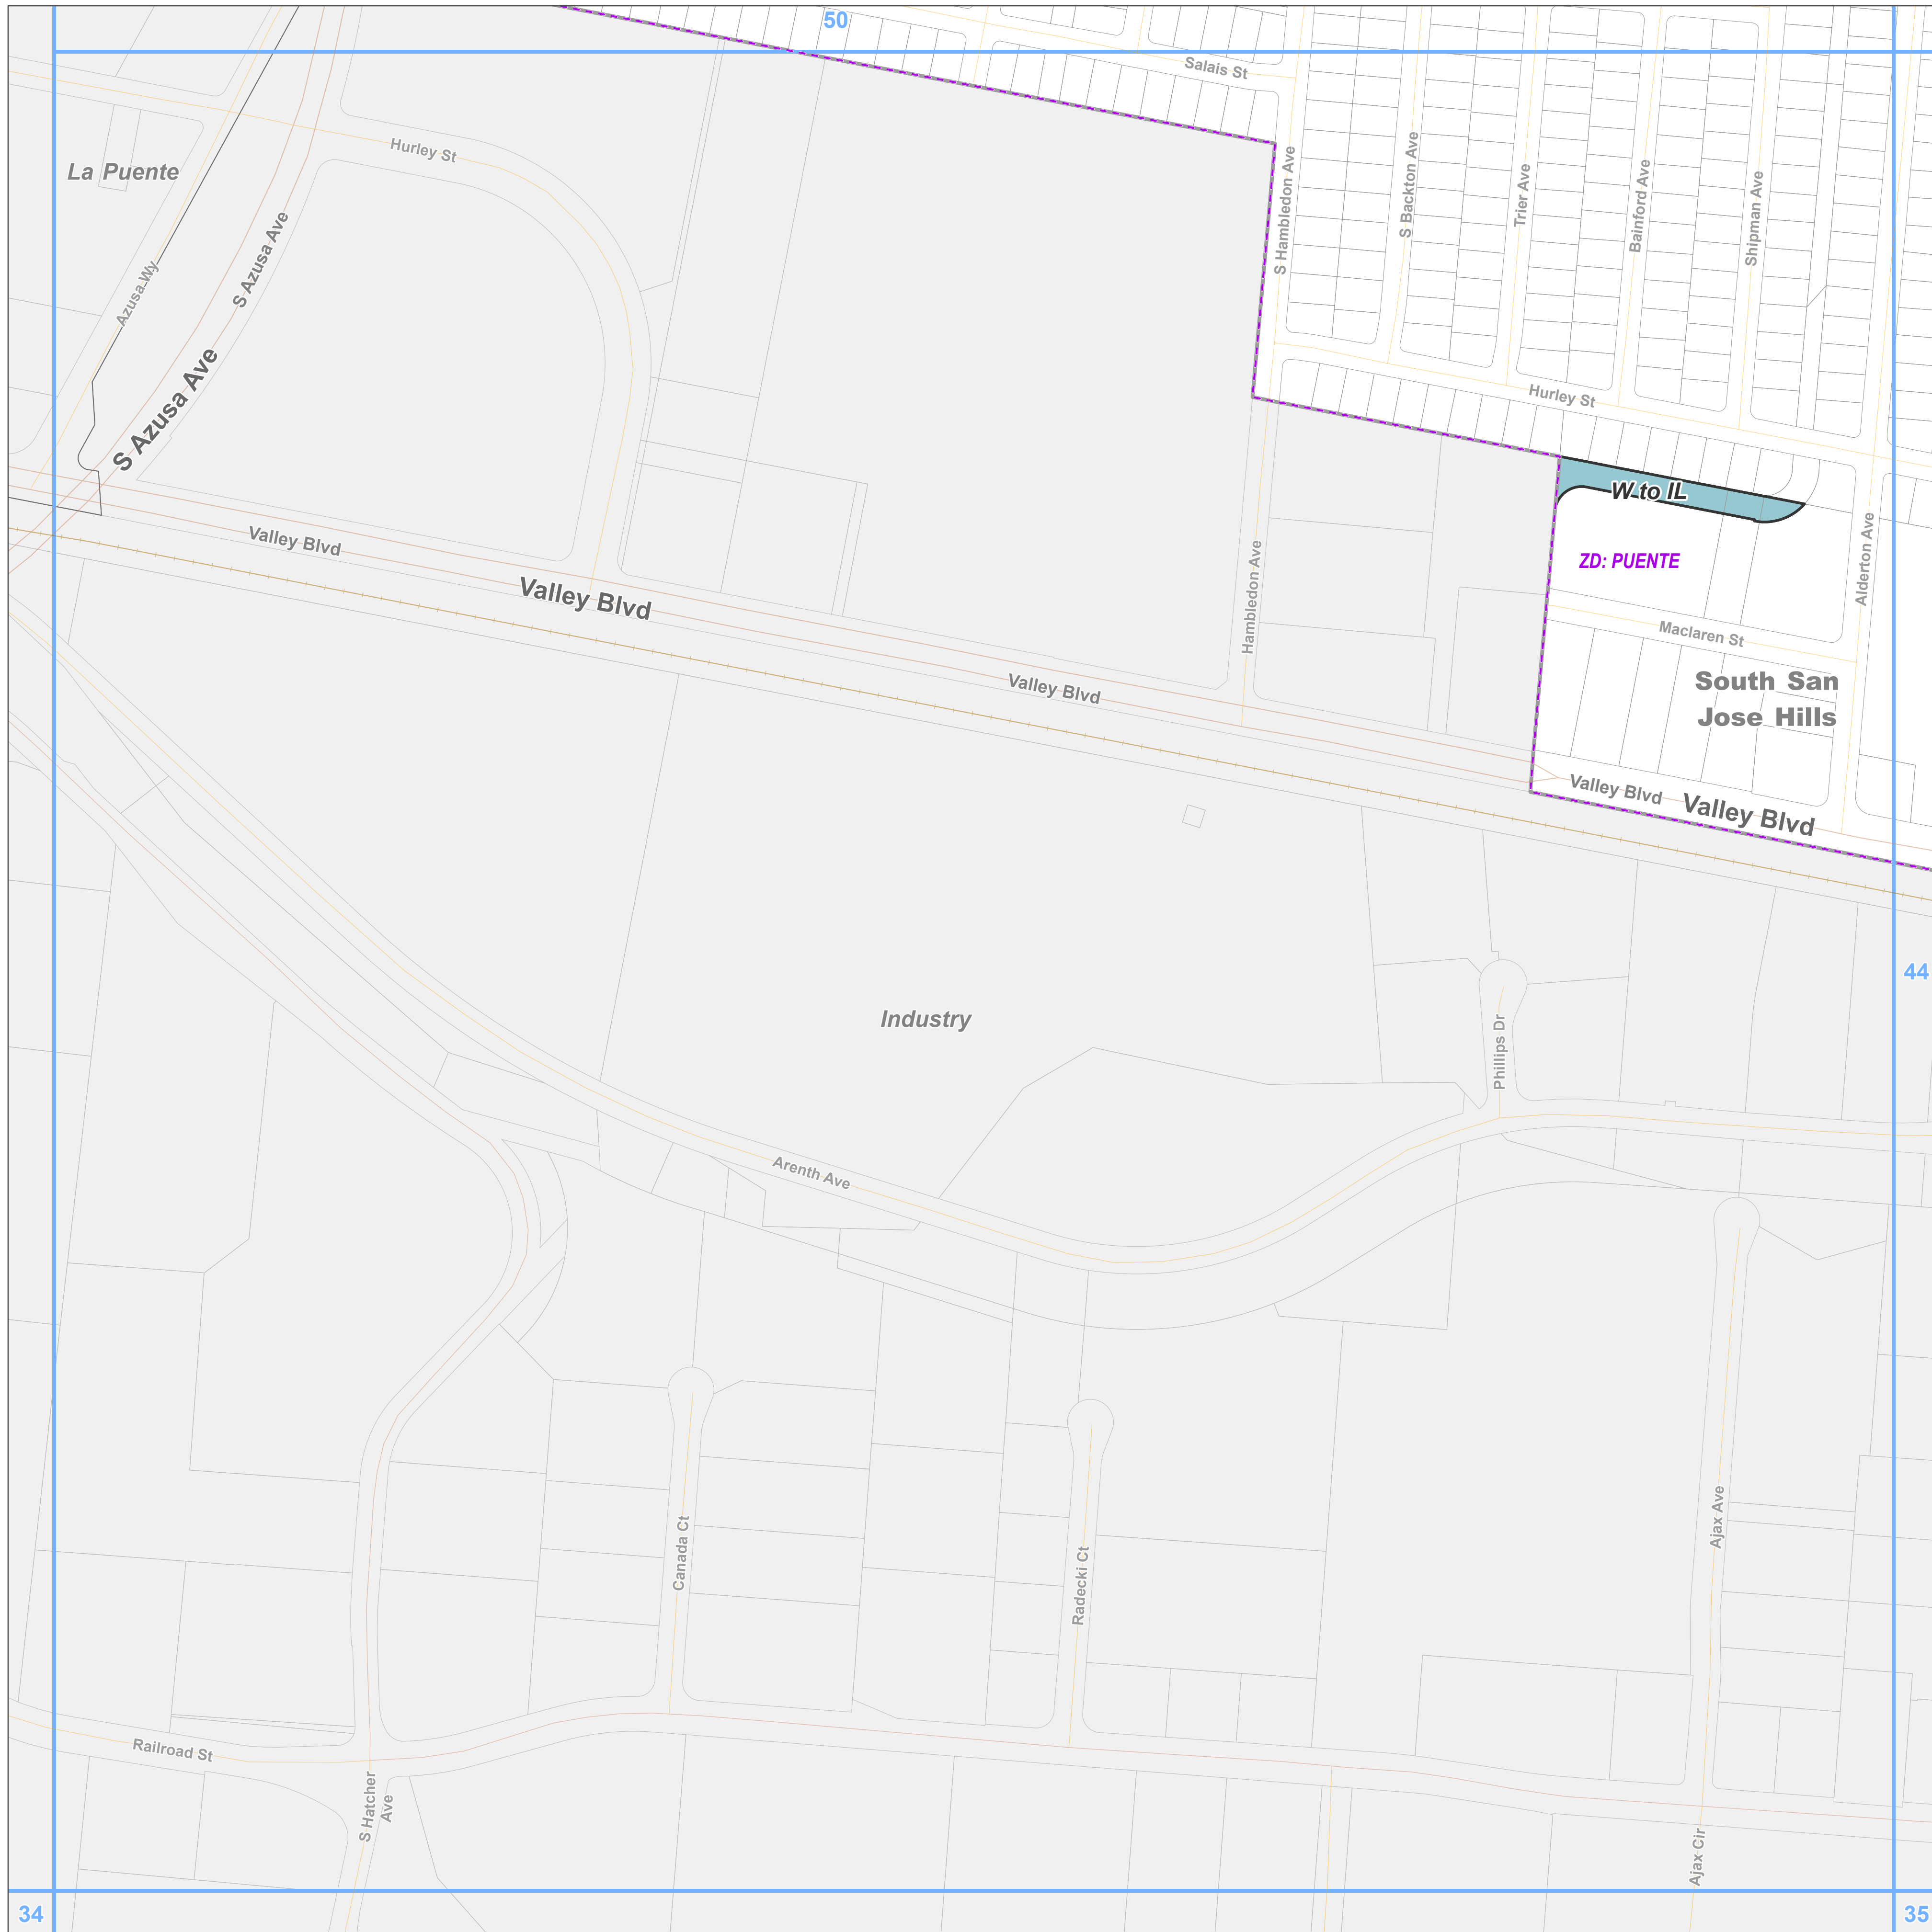 50
Salais St
Hurley St
La Puente
S Azusa Ave
Azusa Wy
S Azusa Ave
S Hambledon Ave
S Backton Ave
Trier Ave
Bainford Ave
Shipman Ave
Hurley St
W to IL
ZD: PUENTE
Alderton Ave
Valley Blvd
Valley Blvd
Hambledon Ave
Maclaren St
South San
Jose Hills
Valley Blvd
Valley Blvd
Valley Blvd
44
Industry
Phillips Dr
Arenth Ave
Canada Ct
Radecki Ct
Ajax Ave
Railroad St
S Hatcher
Ave
Ajax Cir
34
35